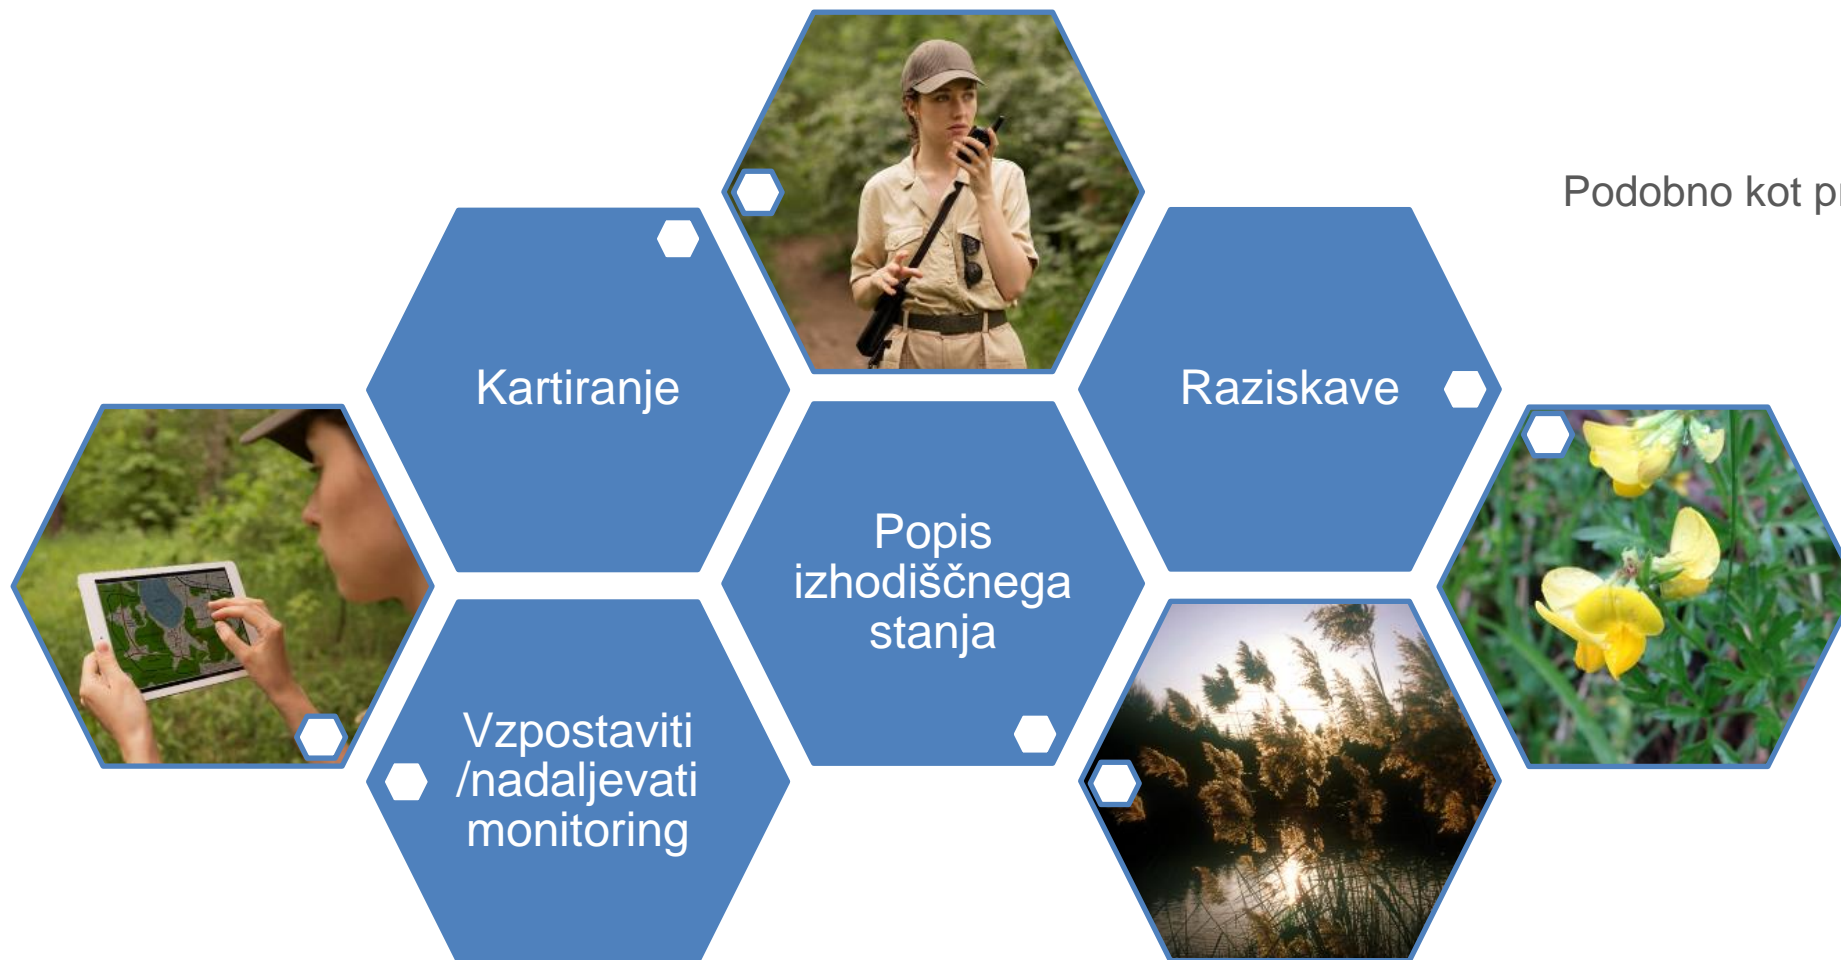 Podobno kot
Kartiranje
Raziskave
Popis
izhodiščnega
stanja
Vzpostaviti
/nadaljevati
monitoring